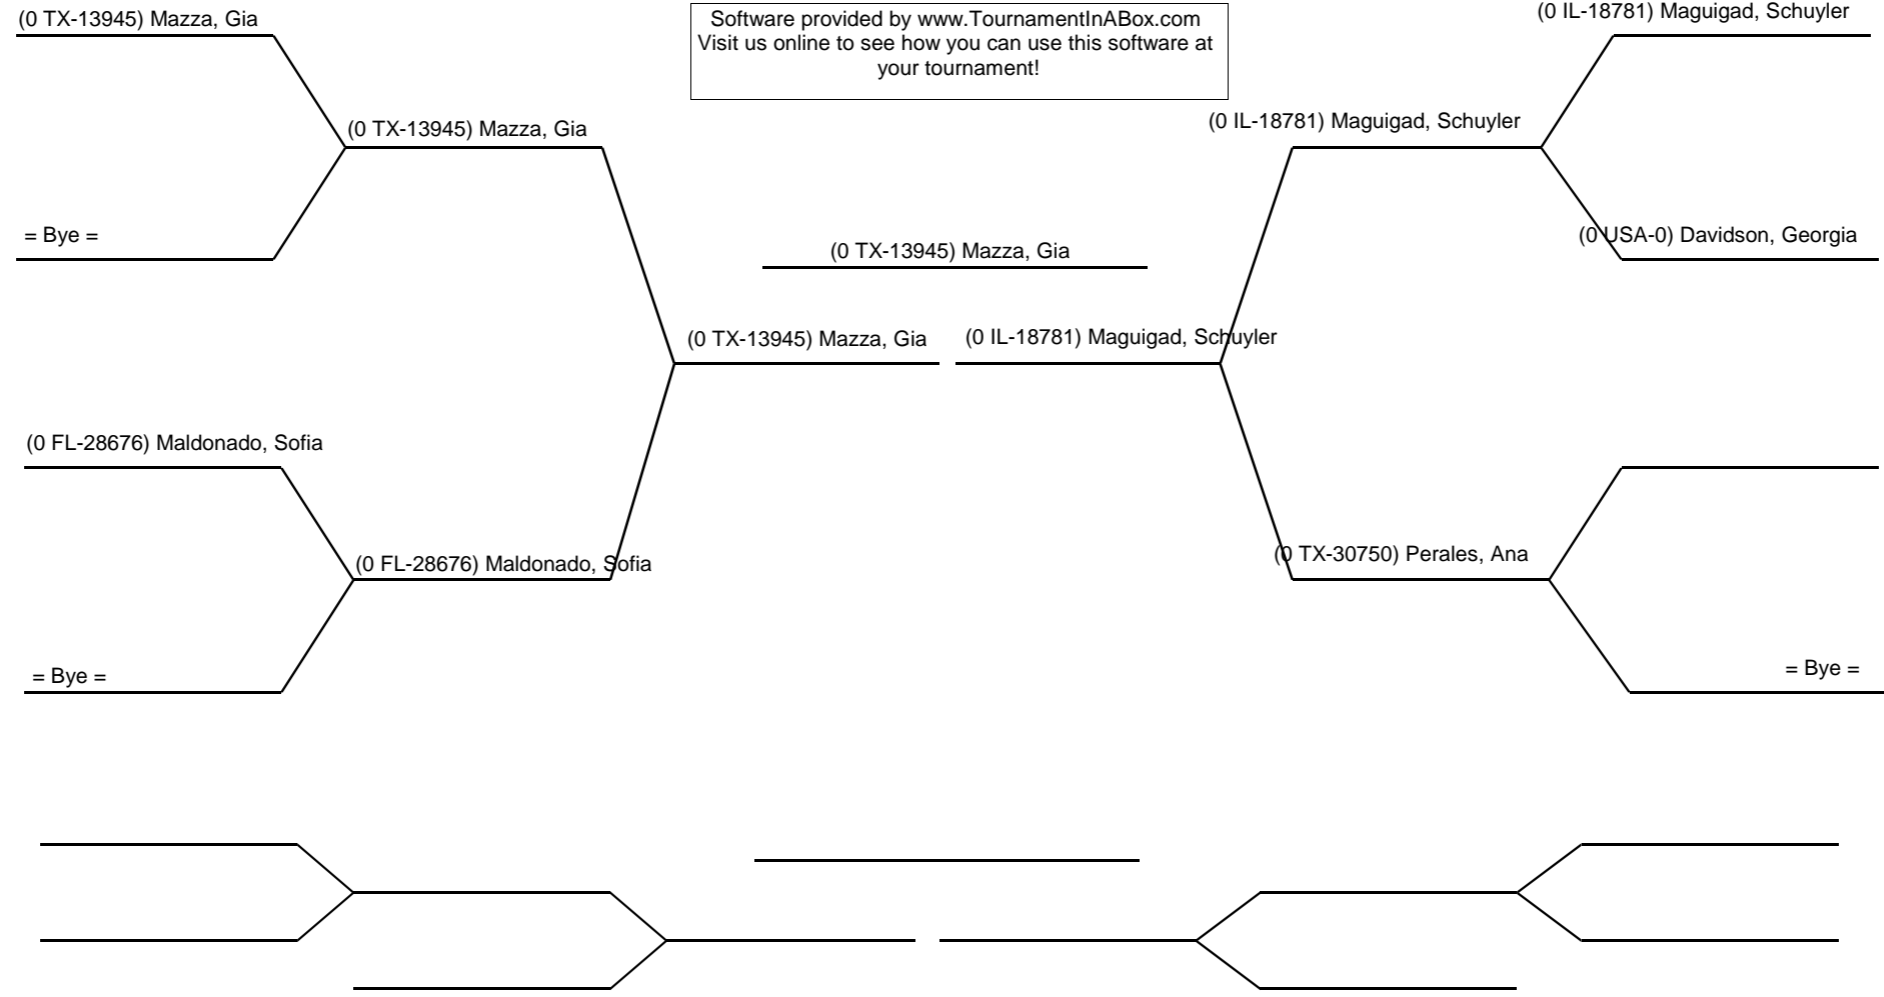 (0 TX-13945) Mazza, Gia
Software provided by www.TournamentInABox.com
Visit us online to see how you can use this software at
your tournament!
(0 IL-18781) Maguigad, Schuyler
(0 TX-13945) Mazza, Gia
(0 IL-18781) Maguigad, Schuyler
= Bye =
(0 TX-13945) Mazza, Gia
(0 USA-0) Davidson, Georgia
(0 TX-13945) Mazza, Gia
(0 IL-18781) Maguigad, Schuyler
(0 FL-28676) Maldonado, Sofia
(0 FL-28676) Maldonado, Sofia
(0 TX-30750) Perales, Ana
= Bye =
= Bye =